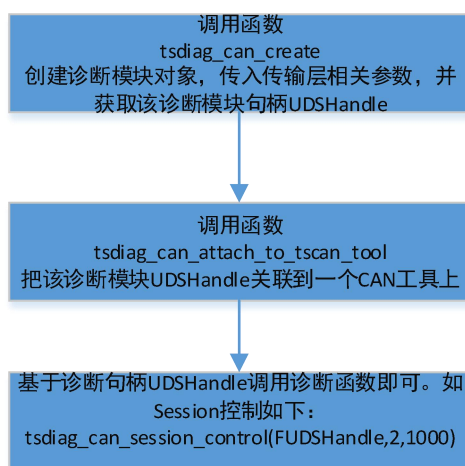 调用函数
tsdiag_can_create
创建诊断模块对象，传入传输层相关参数，并
获取该诊断模块句柄UDSHandle
调用函数
tsdiag_can_attach_to_tscan_tool
把该诊断模块UDSHandle关联到一个CAN工具上
基于诊断句柄UDSHandle调用诊断函数即可。如
Session控制如下：
tsdiag_can_session_control(FUDSHandle,2,1000)